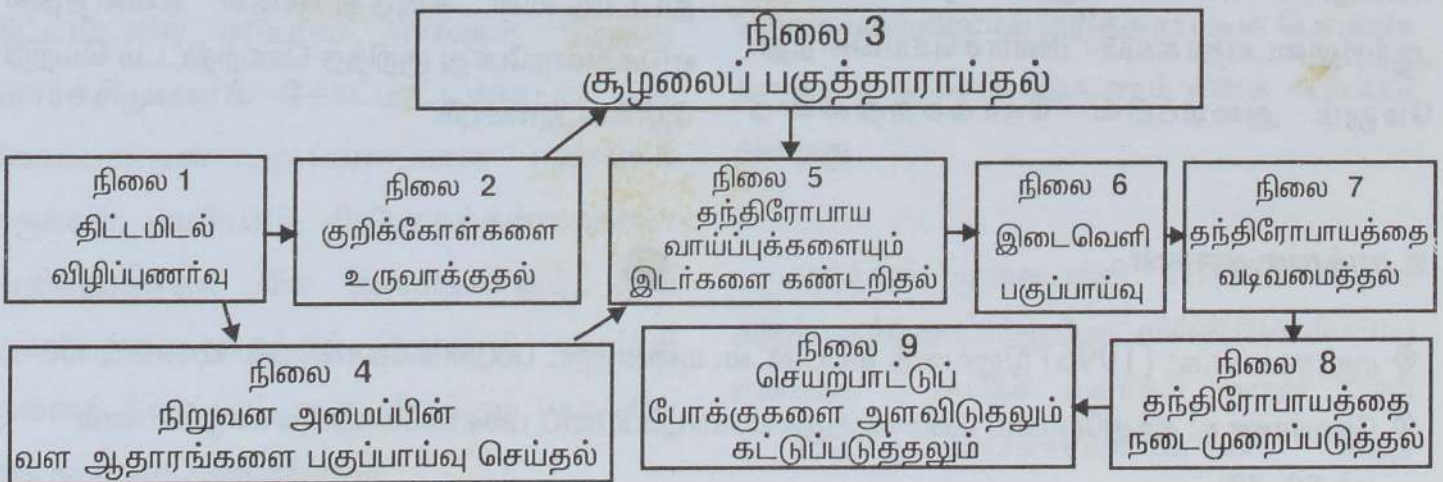 நிலை 3
சூழலைப் பகுத்தாராய்தல்
நிலை 1
திட்டமிடல்
விழிப்புணர்வு
நிலை 2
குறிக்கோள்களை
உருவாக்குதல்
நிலை 5
தந்திரோபாய
வாய்ப்புக்களையும்
இடர்களை கண்டறிதல்
நிலை 6
இடைவெளி
பகுப்பாய்வு
நிலை 7
தந்திரோபாயத்தை
வடிவமைத்தல்
நிலை 4
நிறுவன அமைப்பின்
வள ஆதாரங்களை பகுப்பாய்வு செய்தல்
நிலை 9
செயற்பாட்டுப்
போக்குகளை அளவிடுதலும்
கட்டுப்படுத்தலும்
நிலை 8
தந்திரோபாயத்தை
நடைமுறைப்படுத்தல்